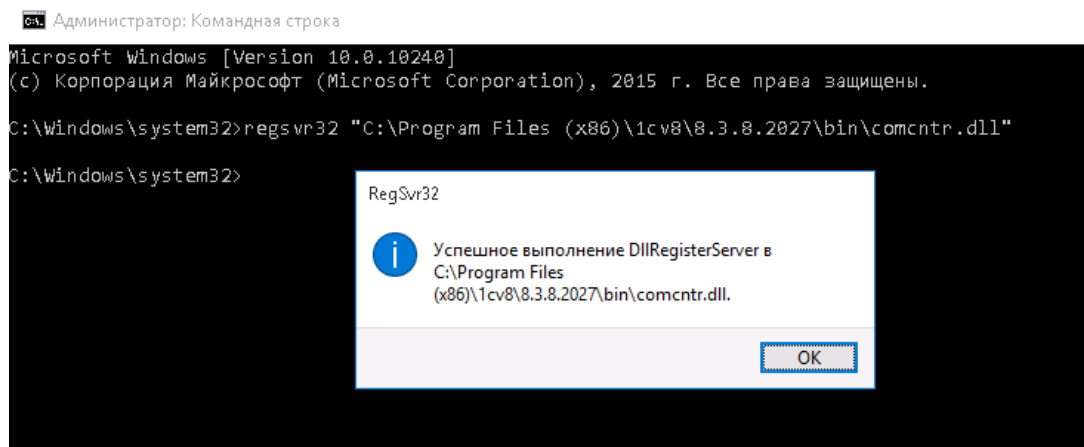 Администратор: Командная строка
Microsoft Windows [Version 10.0.10240]
(c) Корпорация Майкрософт (Microsoft Corporation), 2015 г. Все права защищены.
C:\Windows\system32>regsvr32 "C:\Program Files (x86)\1cv8\8.3.8.2027\bin\comcntr.dll"
C:\Windows\system32>
RegSvr32
Успешное выполнение DllRegisterServer в
C:\Program Files
(x86)\1cv8\8.3.8.2027\bin\comcntr.dll.
OK